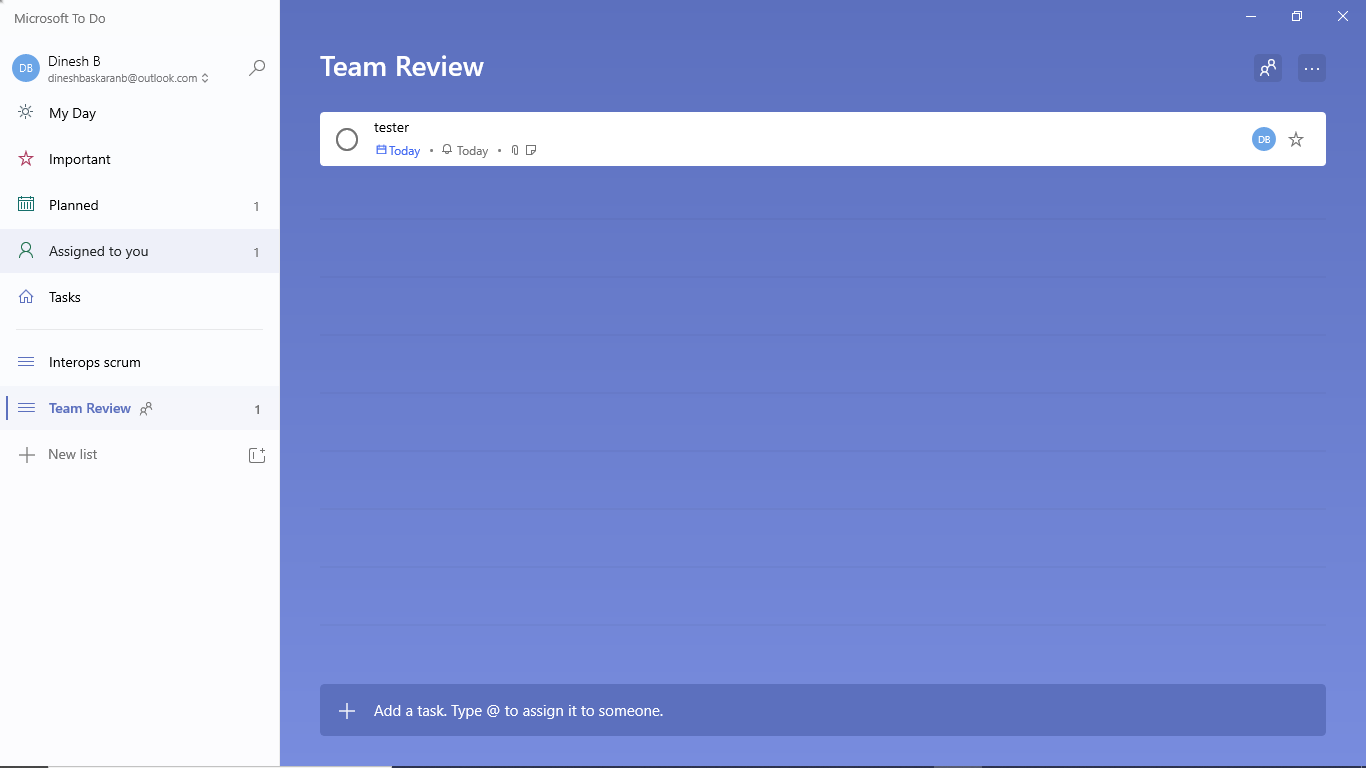 Microsoft To Do
DB
Dinesh B
dineshbaskaranb@outlook.com
My Day
Important
Planned 1
Assigned to you 1
Tasks
Interops scrum
Team Review 1
New list
Team Review
tester
Today • Today •
DB
Add a task. Type @ to assign it to someone.